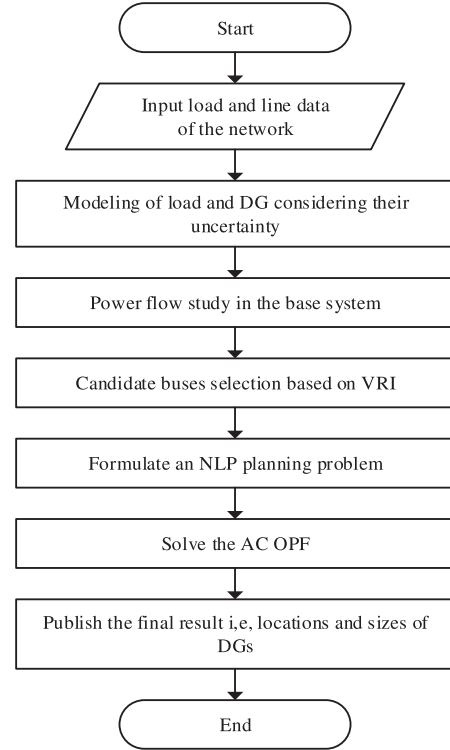 Start
Input load and line data
of the network
Modeling of load and DG considering their
uncertainty
Power flow study in the base system
Candidate buses selection based on VRI
Formulate an NLP planning problem
Solve the AC OPF
Publish the final result i,e, locations and sizes of
DGs
End